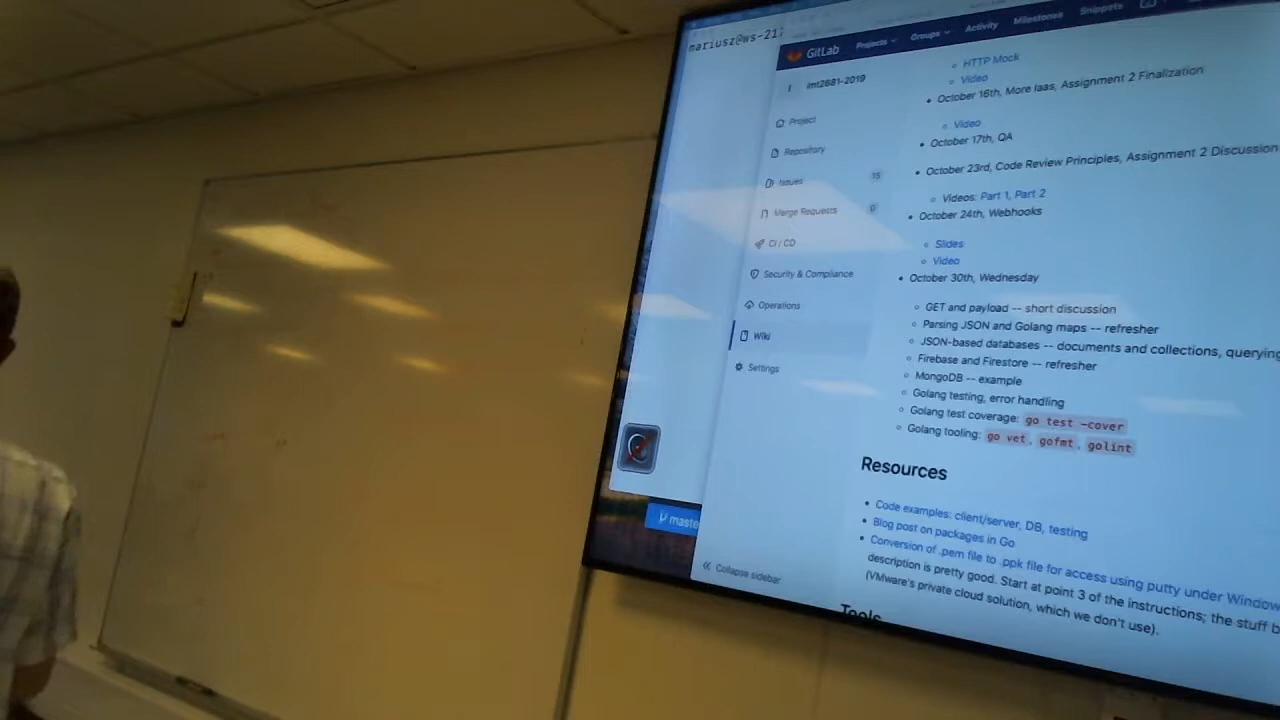 mariusz@ws-21
GitLab Projects Groups Activity Milestones Snippets
imt2681-2019
Project
Repository
Issues 15
Merge Requests 0
CI / CD
Security & Compliance
Operations
Wiki
Settings
Collapse sidebar
master
HTTP Mock
Video
October 16th, More Iaas, Assignment 2 Finalization
Video
October 17th, QA
October 23rd, Code Review Principles, Assignment 2 Discussion
Videos: Part 1, Part 2
October 24th, Webhooks
Slides
Video
October 30th, Wednesday
GET and payload -- short discussion
Parsing JSON and Golang maps -- refresher
JSON-based databases -- documents and collections, querying
Firebase and Firestore -- refresher
MongoDB -- example
Golang testing, error handling
Golang test coverage: go test -cover
Golang tooling: go vet, gofmt, golint
Resources
Code examples: client/server, DB, testing
Blog post on packages in Go
Conversion of .pem file to .ppk file for access using putty under Window
description is pretty good. Start at point 3 of the instructions; the stuff b
(VMware's private cloud solution, which we don't use).
Tools